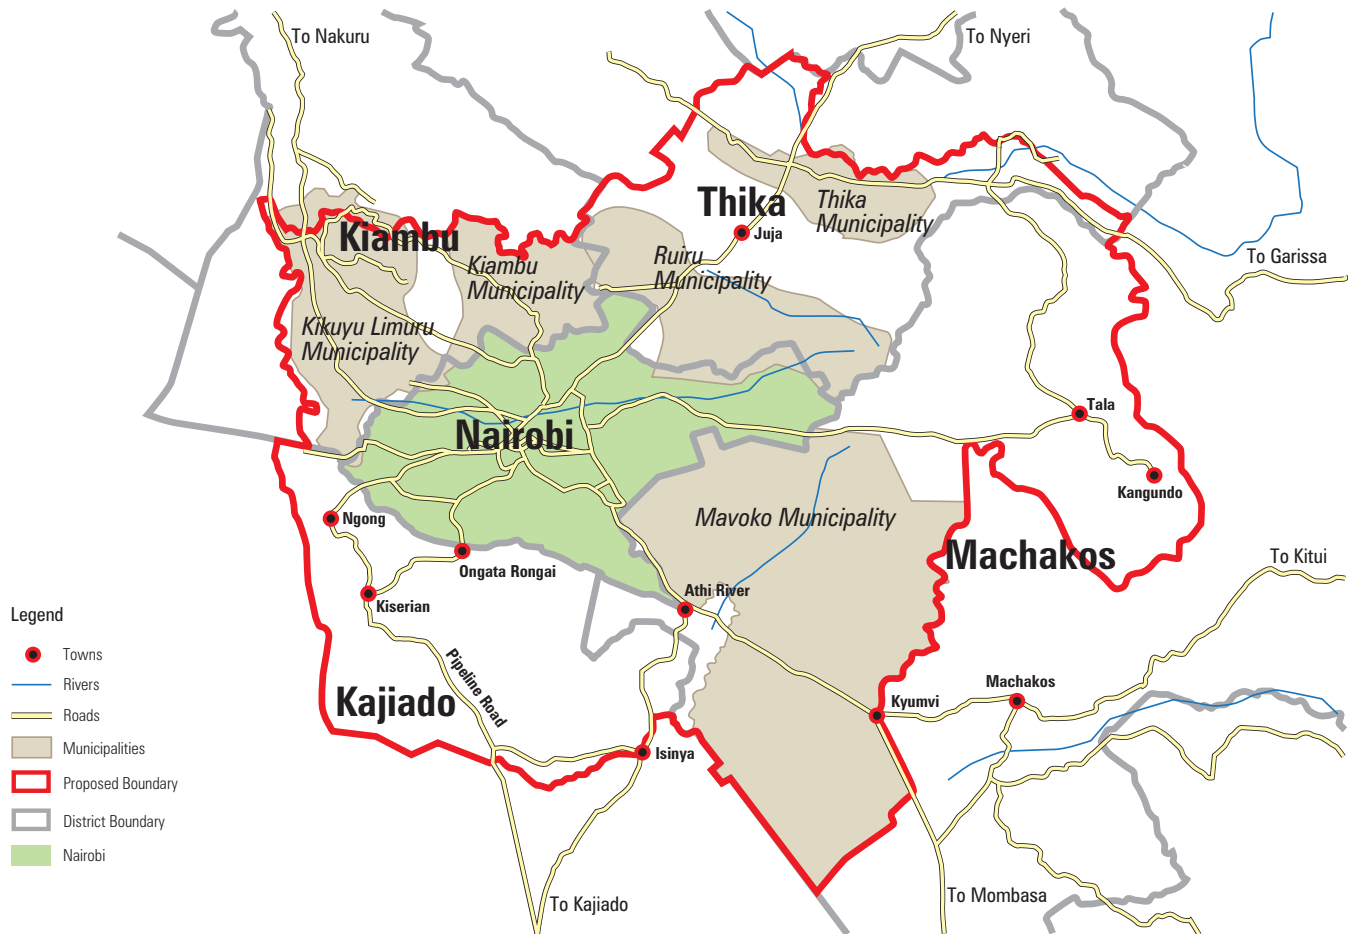 To Nakuru
To Nyeri
Thika
Thika
Municipality
Juja
Kiambu
Kiambu
Municipality
Ruiru
Municipality
To Garissa
Kikuyu Limuru
Municipality
Nairobi
Tala
Kangundo
Ngong
Mavoko Municipality
Machakos
Ongata Rongai
To Kitui
Kiserian
Athi River
Legend
Towns
Rivers
Roads
Municipalities
Proposed Boundary
District Boundary
Nairobi
Pipeline Road
Kajiado
Machakos
Kyumvi
Isinya
To Kajiado
To Mombasa